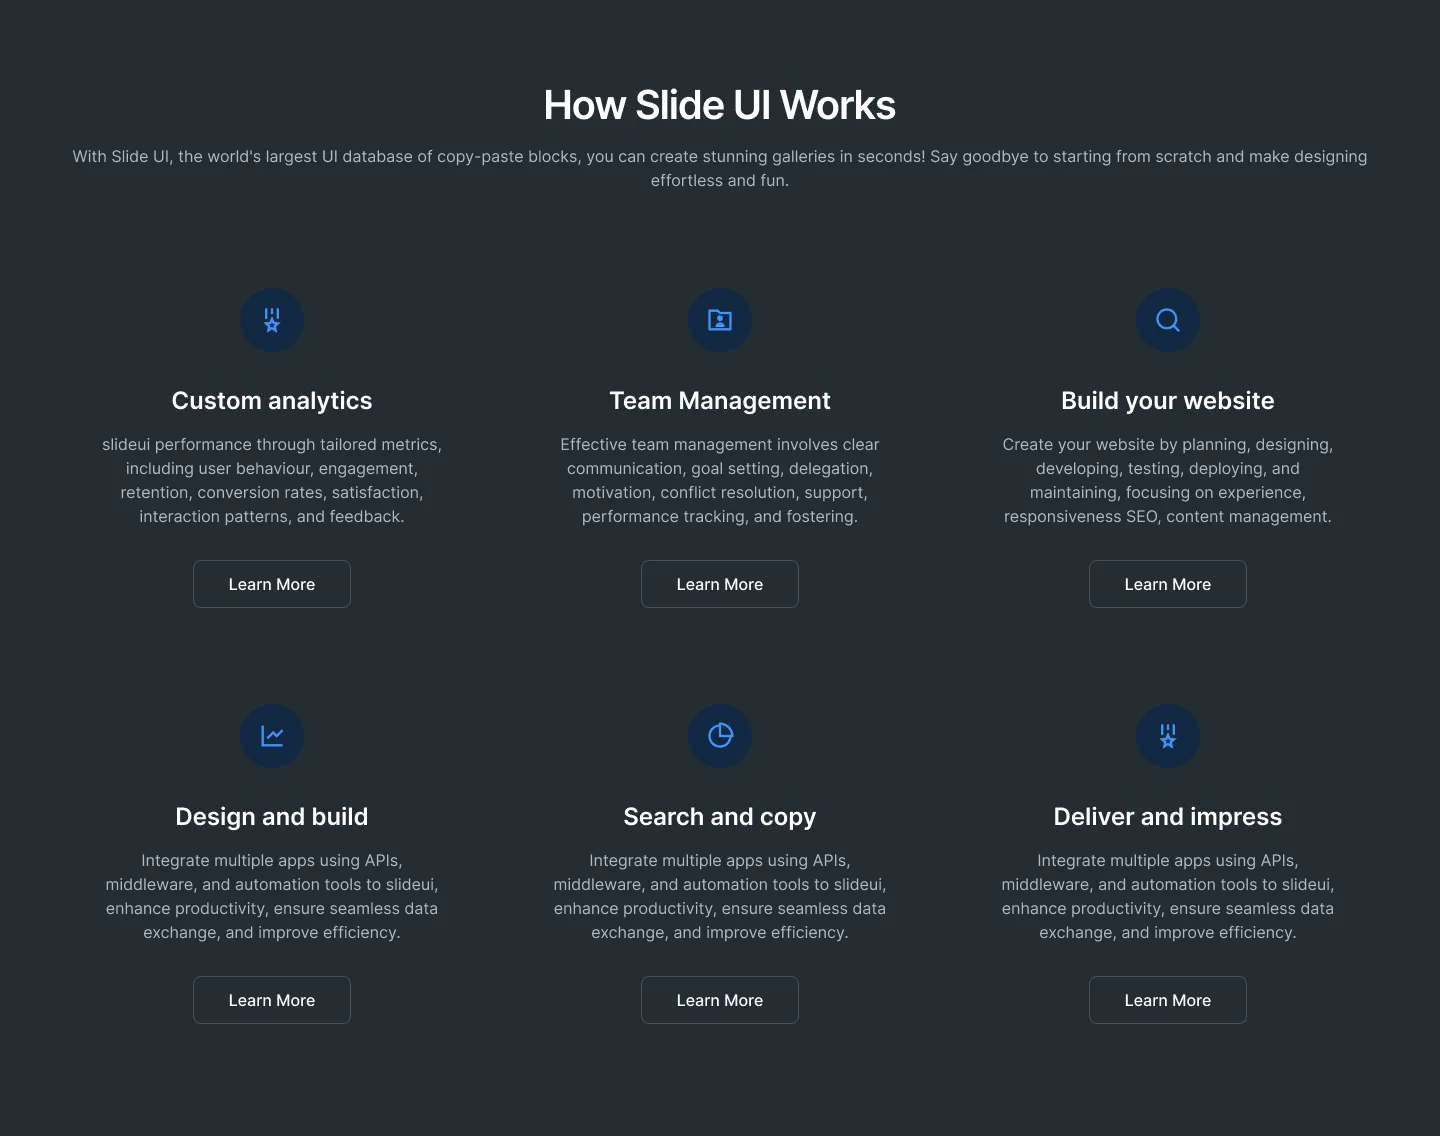 How Slide UI Works
With Slide UI, the world's largest UI database of copy-paste blocks, you can create stunning galleries in seconds! Say goodbye to starting from scratch and make designing
effortless and fun.
Custom analytics
slideui performance through tailored metrics,
including user behaviour, engagement,
retention, conversion rates, satisfaction,
interaction patterns, and feedback.
Learn More
Team Management
Effective team management involves clear
communication, goal setting, delegation,
motivation, conflict resolution, support,
performance tracking, and fostering.
Learn More
Build your website
Create your website by planning, designing,
developing, testing, deploying, and
maintaining, focusing on experience,
responsiveness SEO, content management.
Learn More
Design and build
Integrate multiple apps using APIs,
middleware, and automation tools to slideui,
enhance productivity, ensure seamless data
exchange, and improve efficiency.
Learn More
Search and copy
Integrate multiple apps using APIs,
middleware, and automation tools to slideui,
enhance productivity, ensure seamless data
exchange, and improve efficiency.
Learn More
Deliver and impress
Integrate multiple apps using APIs,
middleware, and automation tools to slideui,
enhance productivity, ensure seamless data
exchange, and improve efficiency.
Learn More